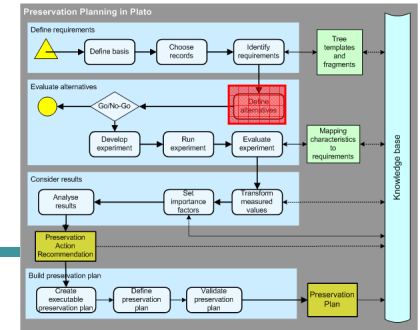 Preservation Planning in Plato
Define requirements
Define basis
Choose
records
Identify
requirements
Tree
templates
and
fragments
Evaluate alternatives
Go/No-Go
Define
alternatives
Develop
experiment
Run
experiment
Evaluate
experiment
Mapping
characteristics
to
requirements
Knowledge base
Consider results
Analyse
results
Set
importance
factors
Transform
measured
values
Preservation
Action
Recommendation
Build preservation plan
Create
executable
preservation plan
Define
preservation
plan
Validate
preservation
plan
Preservation
Plan